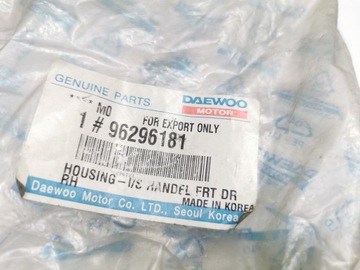 GENUINE PARTS DAEWOO
MOTOR
MO FOR EXPORT ONLY
1 # 96296181
HOUSING-I/S HANDEL FRT DR
RH MADE IN KOREA
Daewoo Motor Co. LTD., Seoul Korea